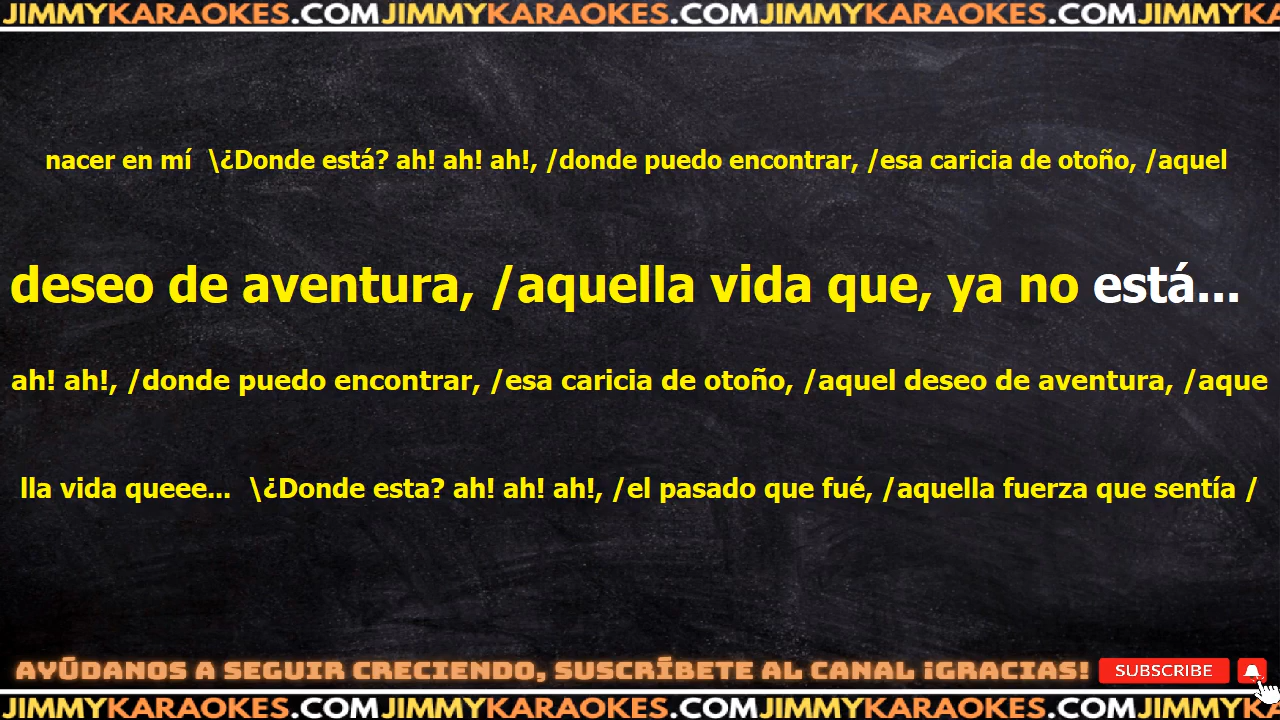 JIMMYKARAOKES.COMJIMMYKARAOKES.COMJIMMYKARAOKES.COMJIMMYKA
nacer en mí \¿Donde está? ah! ah! ah!, /donde puedo encontrar, /esa caricia de otoño, /aquel
deseo de aventura, /aquella vida que, ya no está...
ah! ah!, /donde puedo encontrar, /esa caricia de otoño, /aquel deseo de aventura, /aque
lla vida queee... \¿Donde esta? ah! ah! ah!, /el pasado que fué, /aquella fuerza que sentía /
AYÚDANOS A SEGUIR CRECIENDO, SUSCRÍBETE AL CANAL ¡GRACIAS! SUBSCRIBE
JIMMYKARAOKES.COMJIMMYKARAOKES.COMJIMMYKARAOKES.COMJIMMYKA